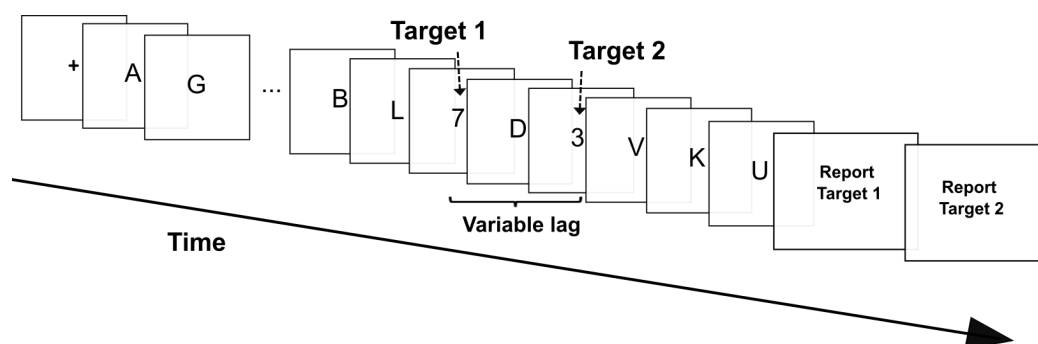 Target 1
Target 2
+
A
G
...
B
L
7
D
3
V
K
U
Report
Target 1
Report
Target 2
Variable lag
Time